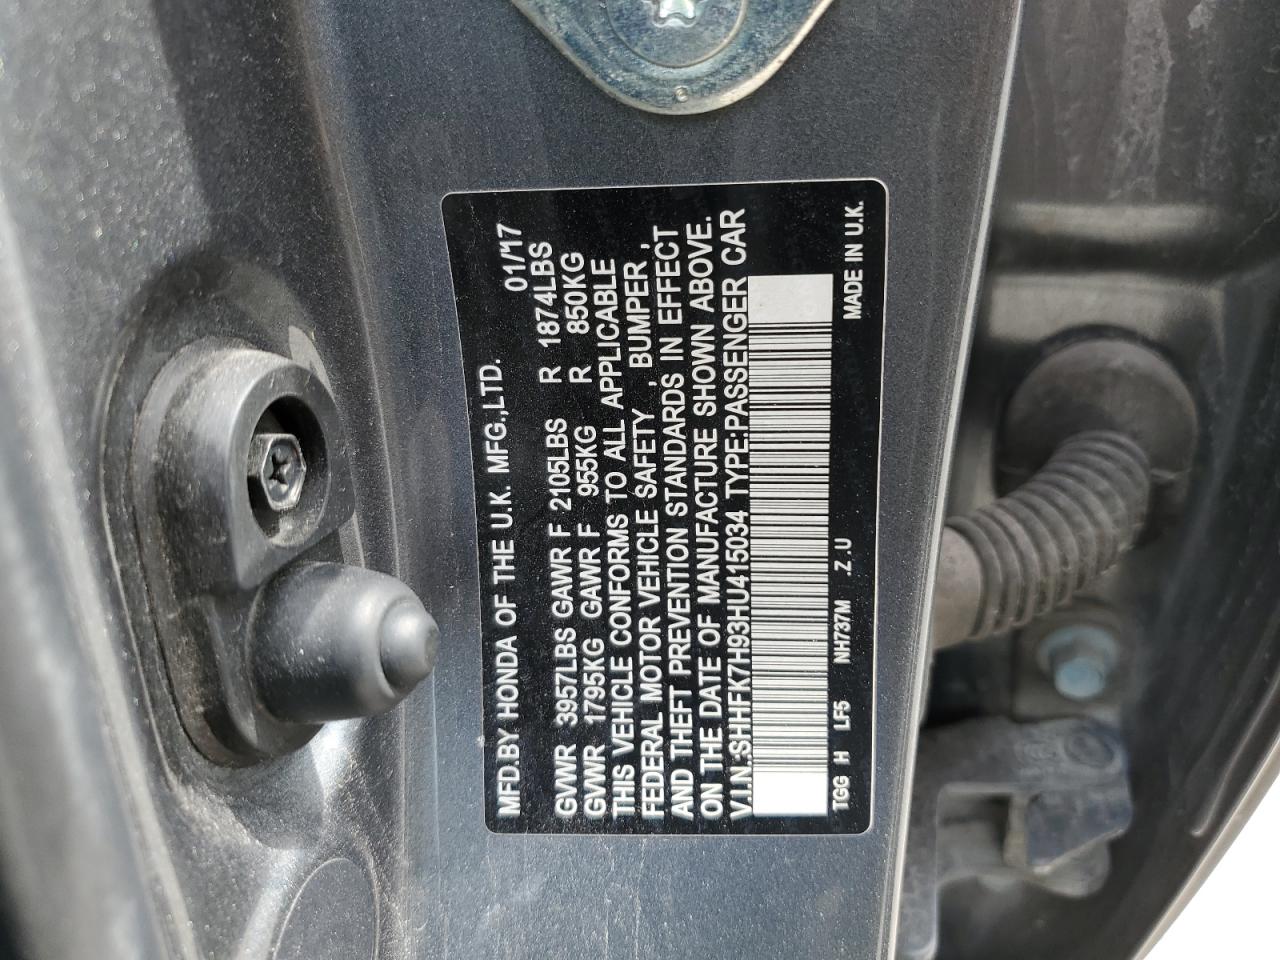 MFD.BY HONDA OF THE U.K. MFG.,LTD. 01/17
GVWR 3957LBS GAWR F 2105LBS R 1874LBS
GVWR 1795KG GAWR F 955KG R 850KG
THIS VEHICLE CONFORMS TO ALL APPLICABLE
FEDERAL MOTOR VEHICLE SAFETY , BUMPER ,
AND THEFT PREVENTION STANDARDS IN EFFECT
ON THE DATE OF MANUFACTURE SHOWN ABOVE.
V.I.N.:SHHFK7H93HU415034 TYPE:PASSENGER CAR
TGG H LF5 NH737M .Z .U MADE IN U.K.